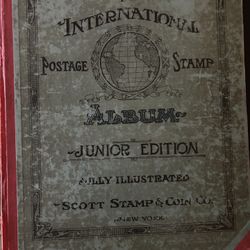 INTERNATIONAL
POSTAGE STAMP
ALBUM
JUNIOR EDITION
FULLY ILLUSTRATED
SCOTT STAMP & COIN CO.
NEW YORK